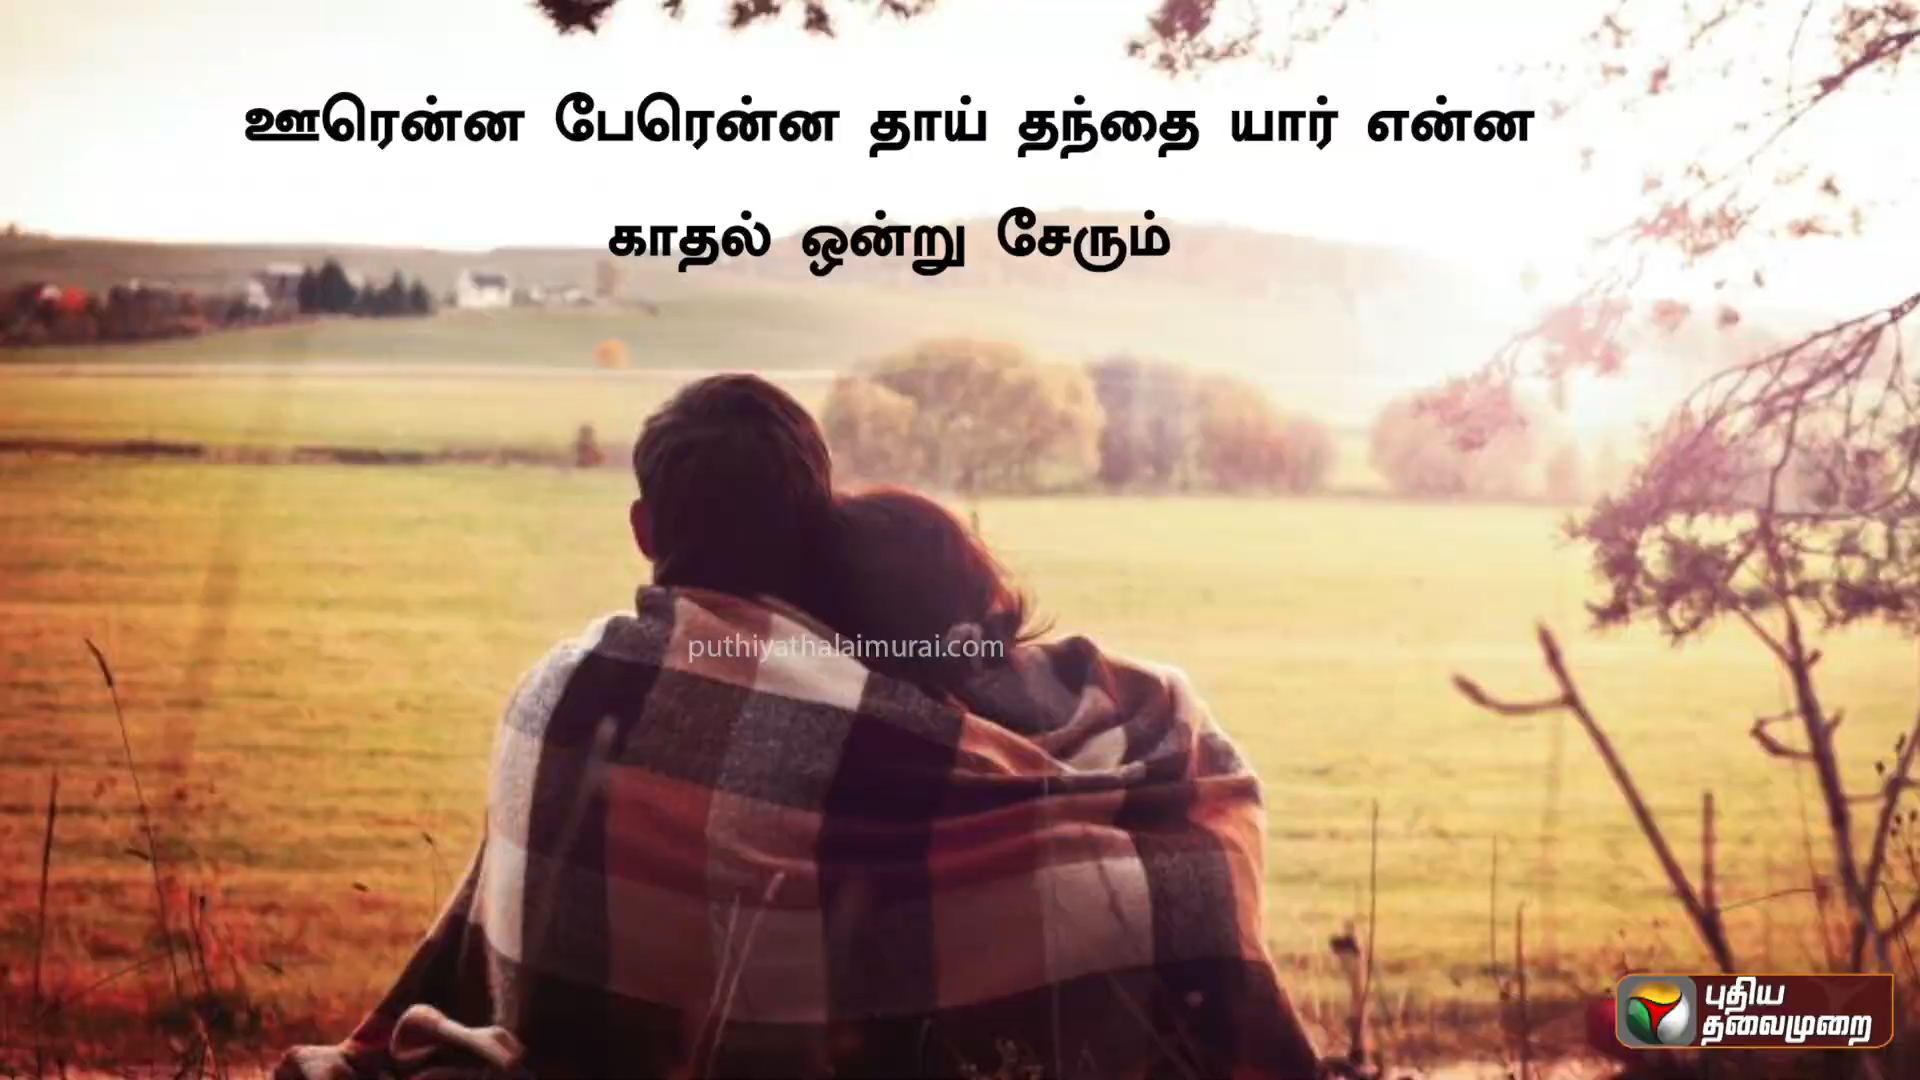 ஊரென்ன பேரென்ன தாய் தந்தை யார் என்ன
காதல் ஒன்று சேரும்
puthiyathalaimurai.com
புதிய
தலைமுறை